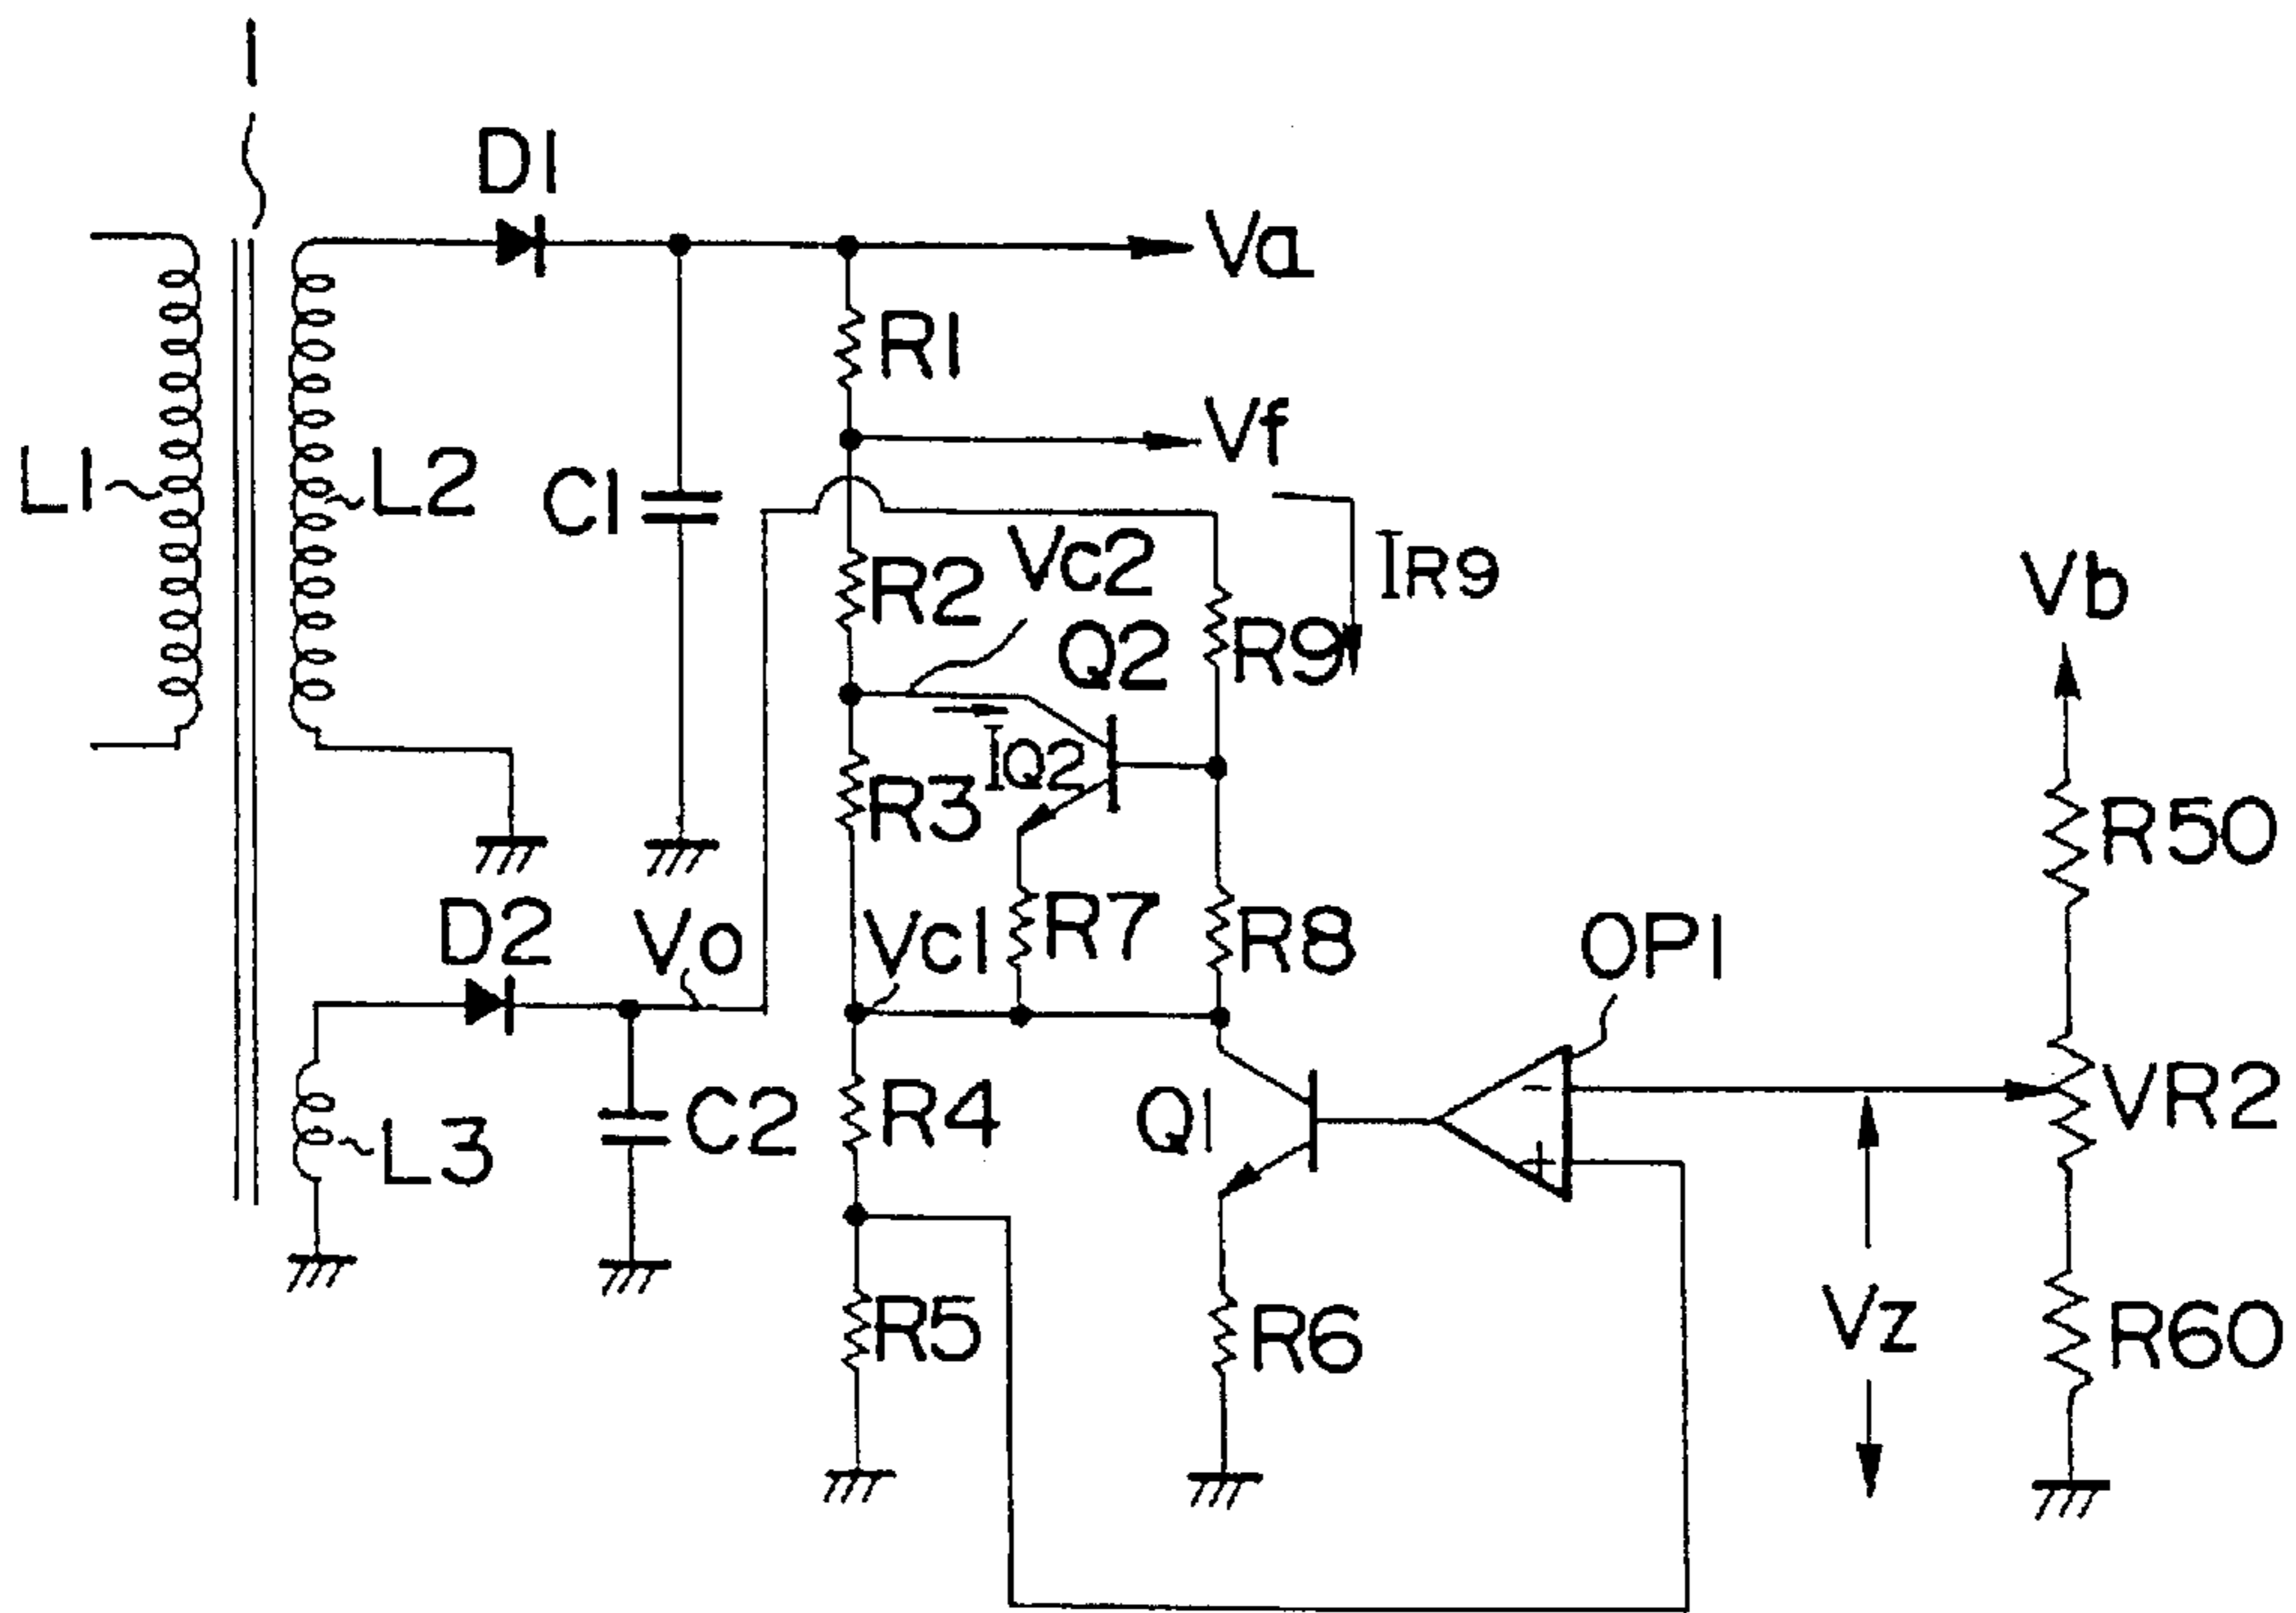 1
D1
Va
R1
Vf
L1
L2
C1
Vc2
IR9
R2
Q2
R9
Vb
IQ2
R3
R50
D2
Vo
Vc1
R7
R8
OP1
−
VR2
L3
C2
R4
Q1
+
R5
R6
Vz
R60